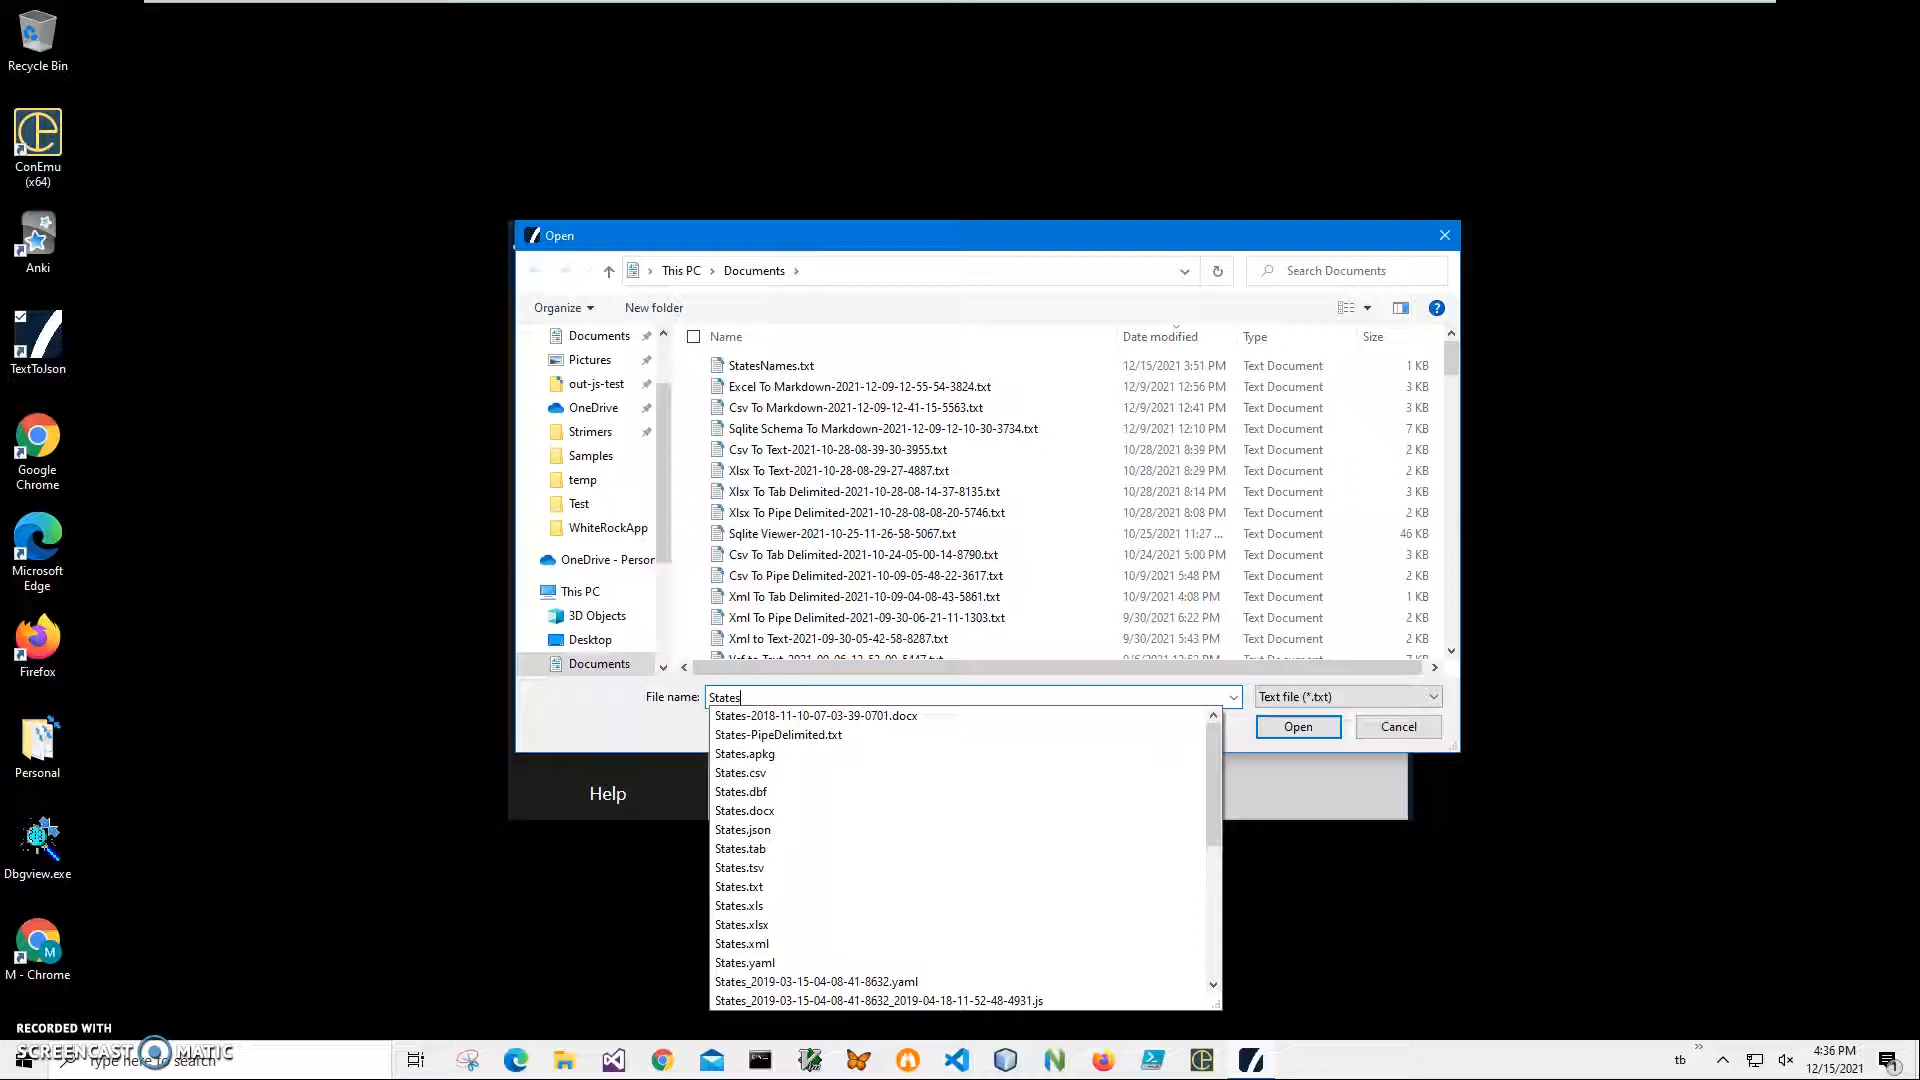 Recycle Bin
ConEmu
(x64)
Anki
TextToJson
Google
Chrome
Microsoft
Edge
Firefox
Personal
Dbgview.exe
M
M - Chrome
Open
This PC
Documents
Search Documents
Organize
New folder
Documents
Pictures
out-js-test
OneDrive
Strimers
Samples
temp
Test
WhiteRockApp
OneDrive - Person
This PC
3D Objects
Desktop
Documents
Name Date modified Type Size
StatesNames.txt 12/15/2021 3:51 PM Text Document 1 KB
Excel To Markdown-2021-12-09-12-55-54-3824.txt 12/9/2021 12:56 PM Text Document 3 KB
Csv To Markdown-2021-12-09-12-41-15-5563.txt 12/9/2021 12:41 PM Text Document 3 KB
Sqlite Schema To Markdown-2021-12-09-12-10-30-3734.txt 12/9/2021 12:10 PM Text Document 7 KB
Csv To Text-2021-10-28-08-39-30-3955.txt 10/28/2021 8:39 PM Text Document 2 KB
Xlsx To Text-2021-10-28-08-29-27-4887.txt 10/28/2021 8:29 PM Text Document 2 KB
Xlsx To Tab Delimited-2021-10-28-08-14-37-8135.txt 10/28/2021 8:14 PM Text Document 3 KB
Xlsx To Pipe Delimited-2021-10-28-08-08-20-5746.txt 10/28/2021 8:08 PM Text Document 2 KB
Sqlite Viewer-2021-10-25-11-26-58-5067.txt 10/25/2021 11:27 ... Text Document 46 KB
Csv To Tab Delimited-2021-10-24-05-00-14-8790.txt 10/24/2021 5:00 PM Text Document 3 KB
Csv To Pipe Delimited-2021-10-09-05-48-22-3617.txt 10/9/2021 5:48 PM Text Document 2 KB
Xml To Tab Delimited-2021-10-09-04-08-43-5861.txt 10/9/2021 4:08 PM Text Document 1 KB
Xml To Pipe Delimited-2021-09-30-06-21-11-1303.txt 9/30/2021 6:22 PM Text Document 2 KB
Xml to Text-2021-09-30-05-42-58-8287.txt 9/30/2021 5:43 PM Text Document 2 KB
File name: States Text file (*.txt)
Open Cancel
States-2018-11-10-07-03-39-0701.docx
States-PipeDelimited.txt
States.apkg
States.csv
States.dbf
States.docx
States.json
States.tab
States.tsv
States.txt
States.xls
States.xlsx
States.xml
States.yaml
States_2019-03-15-04-08-41-8632.yaml
States_2019-03-15-04-08-41-8632_2019-04-18-11-52-48-4931.js
Help
RECORDED WITH
SCREENCAST MATIC
Type here to search
tb
4:36 PM
12/15/2021
1